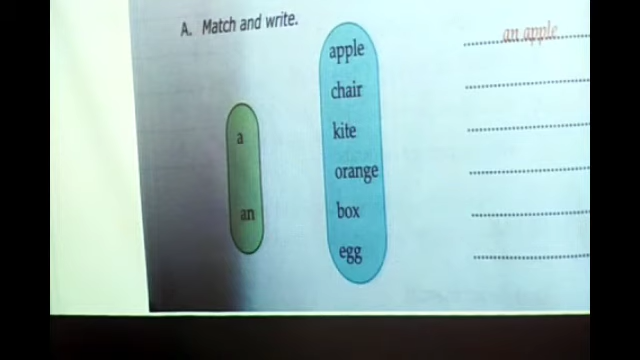 A. Match and write.
a
an
apple
chair
kite
orange
box
egg
an apple